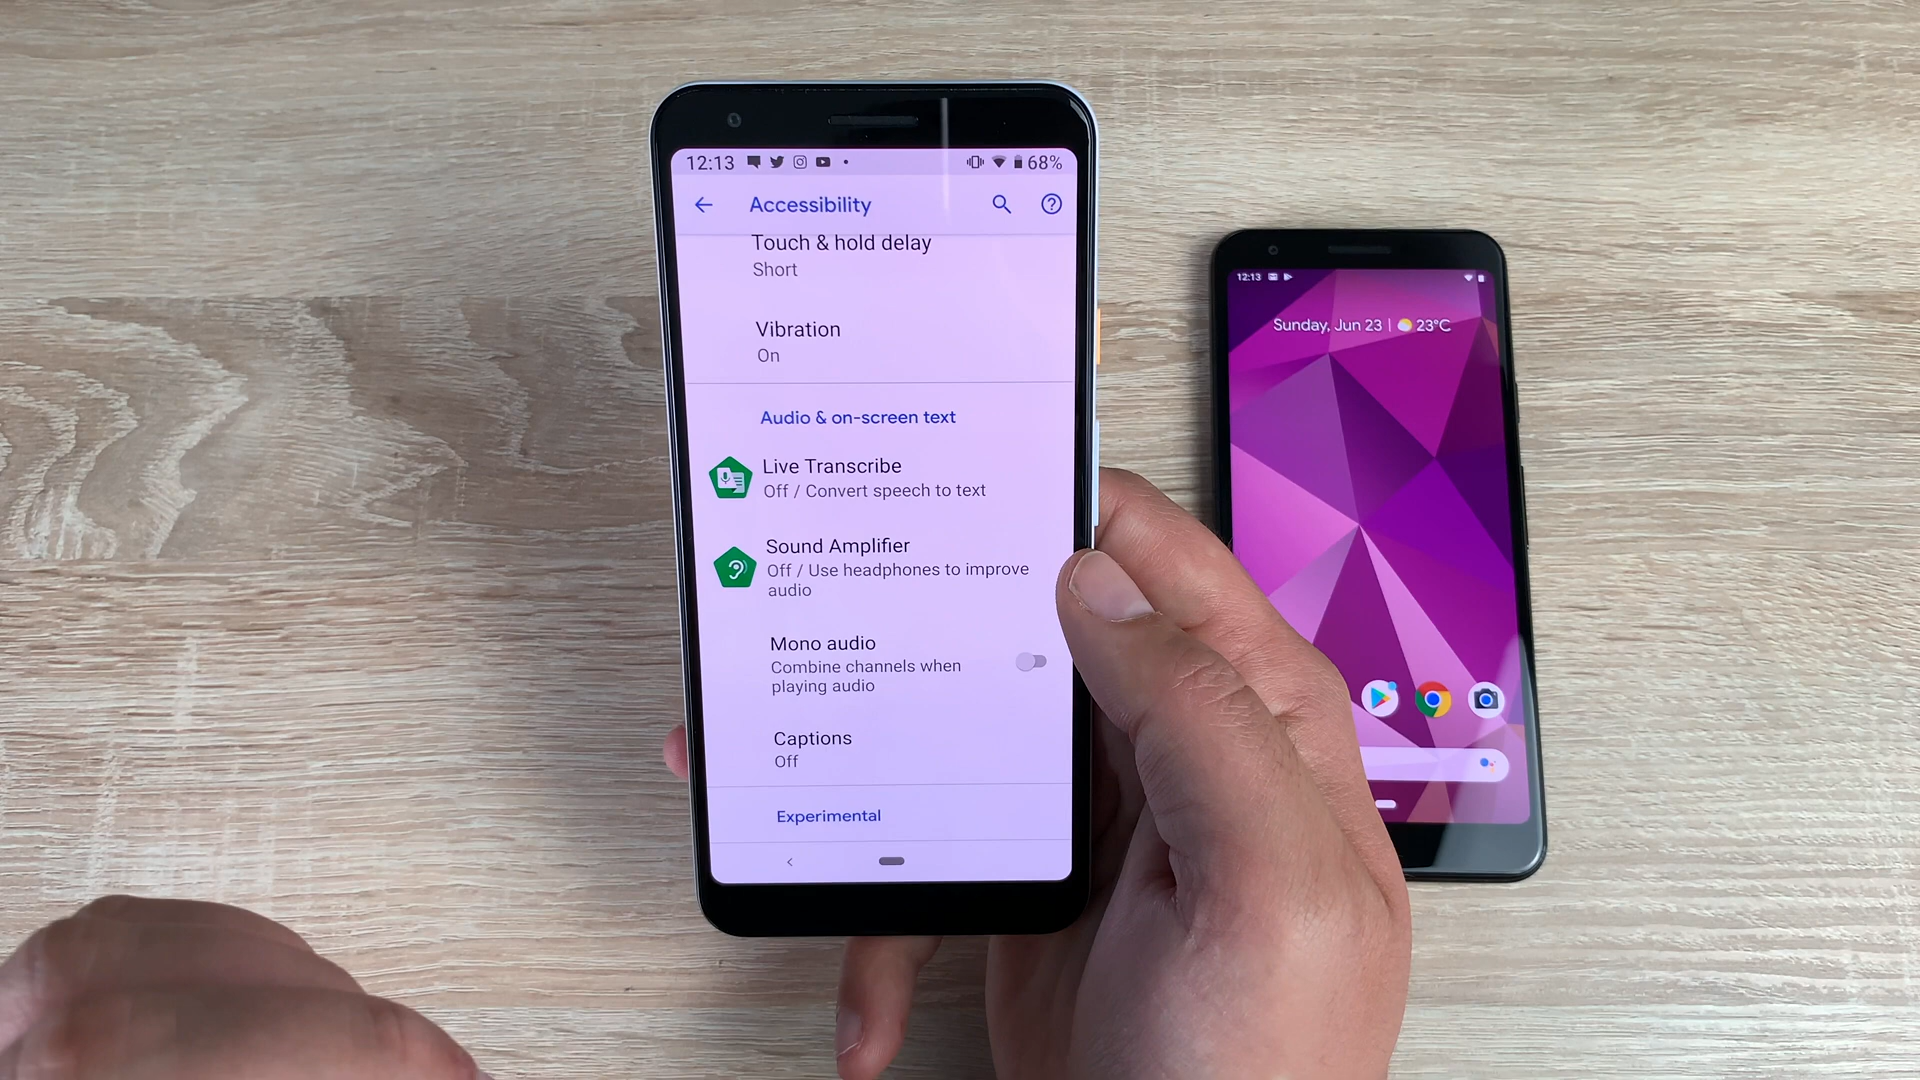 12:13 68%
Accessibility
Touch & hold delay
Short
Vibration
On
Audio & on-screen text
Live Transcribe
Off / Convert speech to text
Sound Amplifier
Off / Use headphones to improve
audio
Mono audio
Combine channels when
playing audio
Captions
Off
Experimental
12:13
Sunday, Jun 23 | 23°C